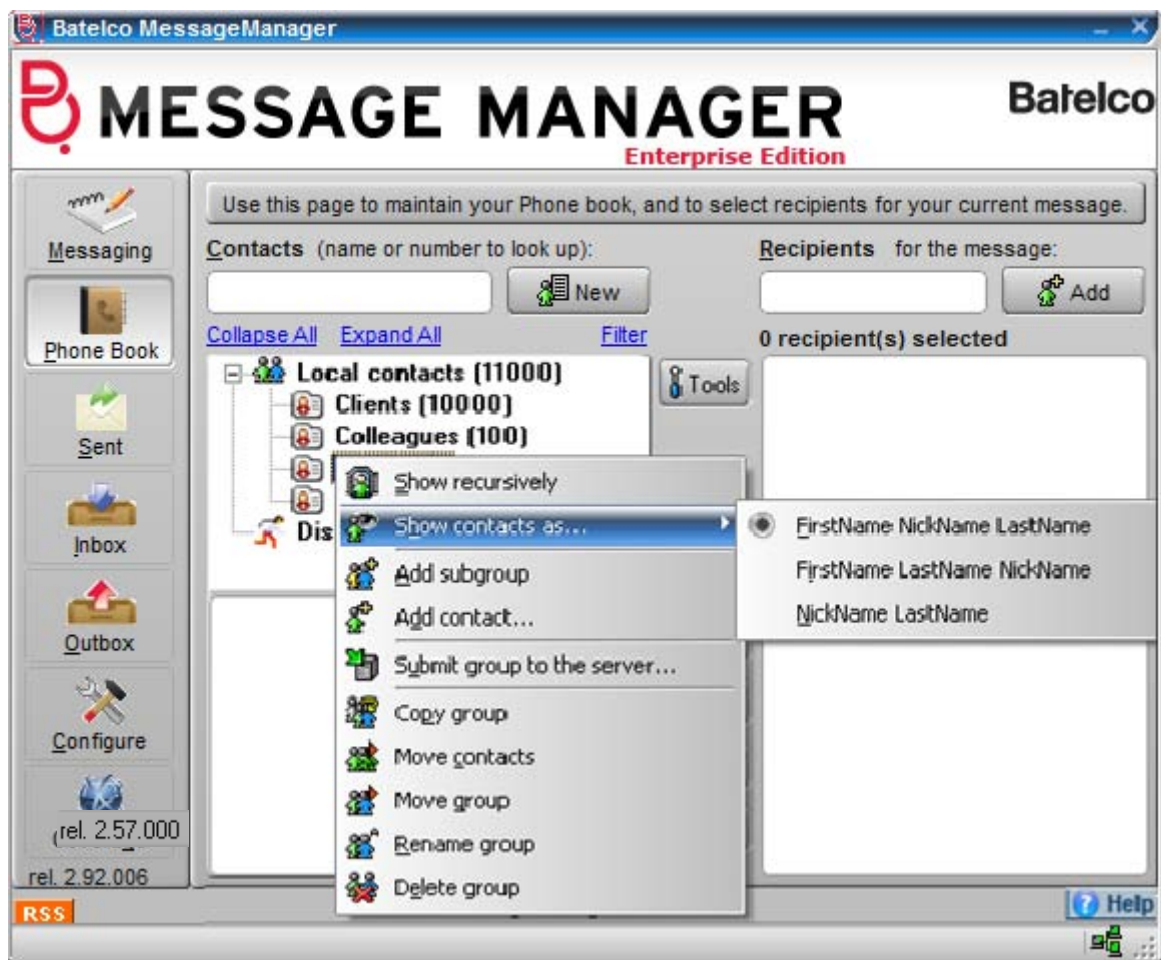 Batelco MessageManager
MESSAGE MANAGER
Enterprise Edition
Batelco
Messaging
Phone Book
Sent
Inbox
Outbox
Configure
rel. 2.57.000
rel. 2.92.006
RSS
Use this page to maintain your Phone book, and to select recipients for your current message.
Contacts (name or number to look up):
New
Collapse All Expand All Filter
Local contacts (11000)
Clients (10000)
Colleagues (100)
Dis
Tools
Show recursively
Show contacts as...
Add subgroup
Add contact...
Submit group to the server...
Copy group
Move contacts
Move group
Rename group
Delete group
FirstName NickName LastName
FirstName LastName NickName
NickName LastName
Recipients for the message:
Add
0 recipient(s) selected
Help